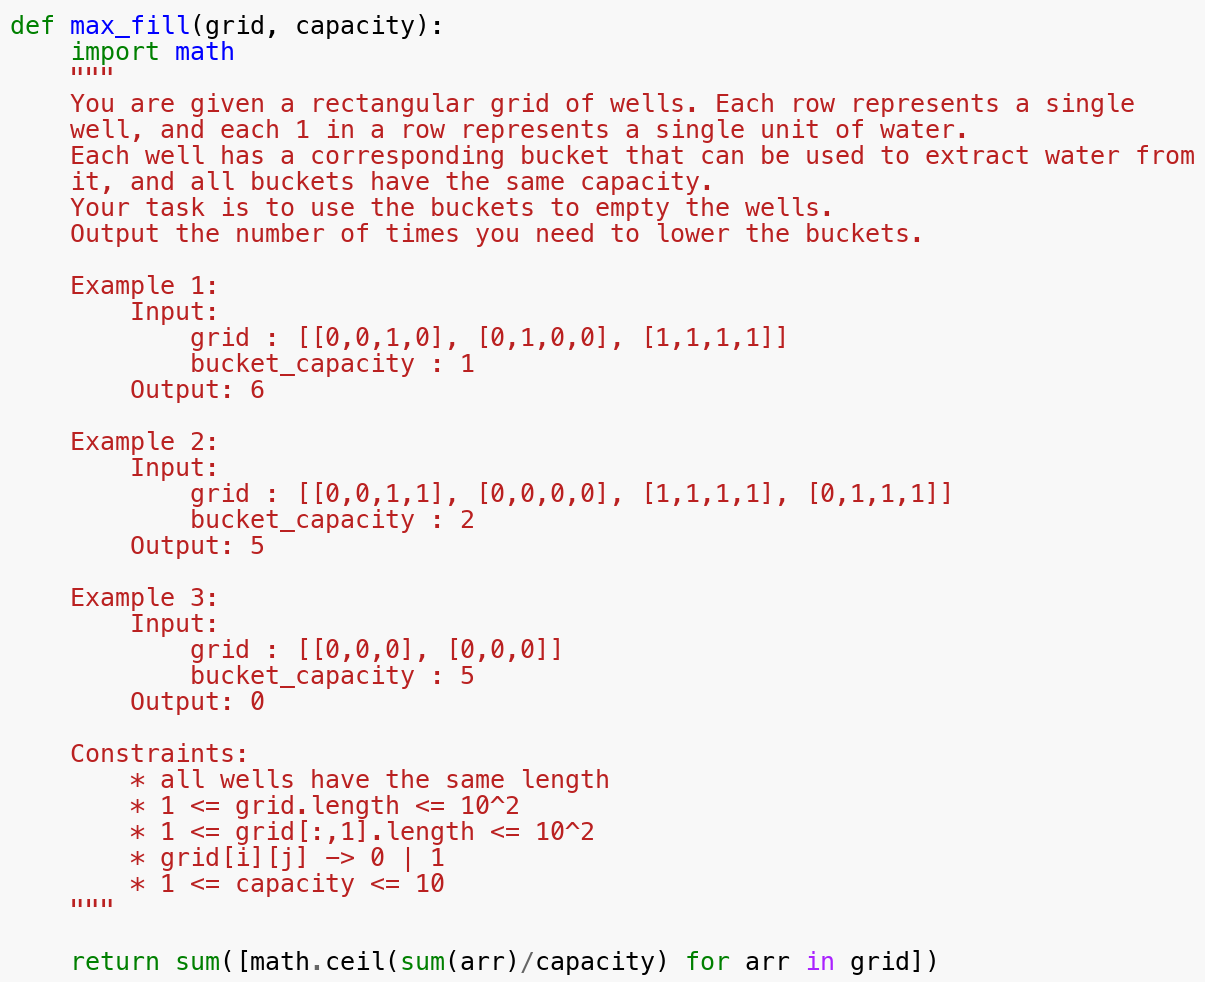 def max_fill(grid, capacity):
    import math
    """
    You are given a rectangular grid of wells. Each row represents a single
    well, and each 1 in a row represents a single unit of water.
    Each well has a corresponding bucket that can be used to extract water from
    it, and all buckets have the same capacity.
    Your task is to use the buckets to empty the wells.
    Output the number of times you need to lower the buckets.

    Example 1:
        Input:
            grid : [[0,0,1,0], [0,1,0,0], [1,1,1,1]]
            bucket_capacity : 1
        Output: 6

    Example 2:
        Input:
            grid : [[0,0,1,1], [0,0,0,0], [1,1,1,1], [0,1,1,1]]
            bucket_capacity : 2
        Output: 5

    Example 3:
        Input:
            grid : [[0,0,0], [0,0,0]]
            bucket_capacity : 5
        Output: 0

    Constraints:
        * all wells have the same length
        * 1 <= grid.length <= 10^2
        * 1 <= grid[:,1].length <= 10^2
        * grid[i][j] -> 0 | 1
        * 1 <= capacity <= 10
    """

    return sum([math.ceil(sum(arr)/capacity) for arr in grid])